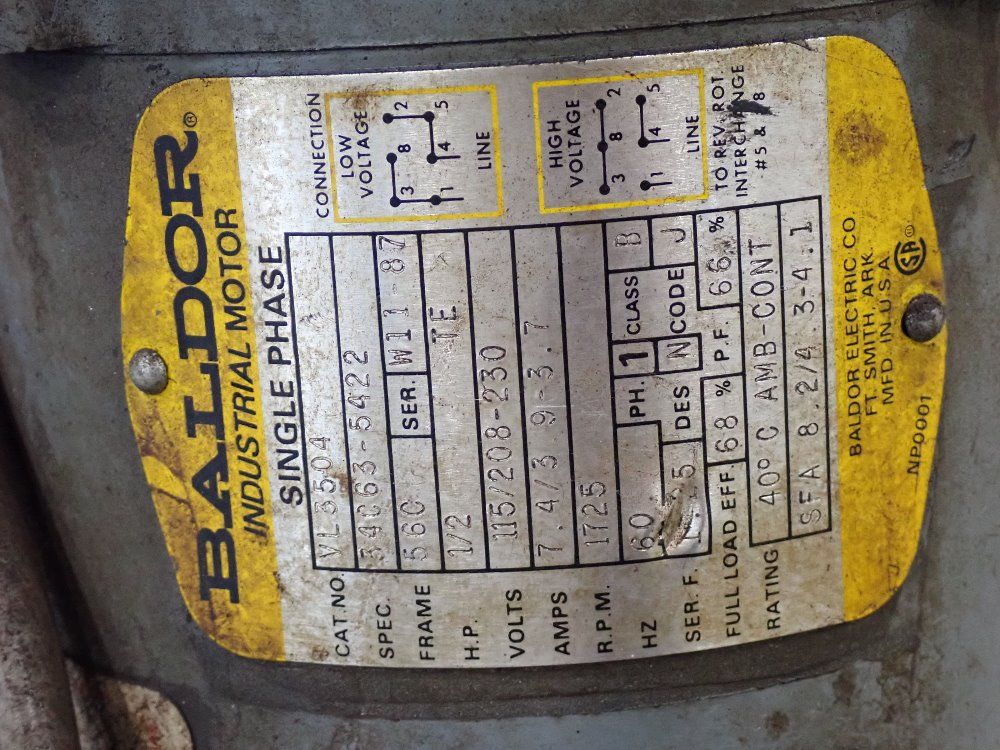 BALDOR®
INDUSTRIAL MOTOR
SINGLE PHASE
CAT.NO. VL3504
SPEC. 34G63-5422
FRAME 56C SER. W11 87
H.P. 1/2 TE
VOLTS 115/208-230
AMPS 7.4/3.9-3.7
R.P.M. 1725
HZ 60 PH. 1 CLASS B
SER. F. DES N CODE J
FULL LOAD EFF. 68 % P.F. 66 %
RATING 40° C AMB-CONT
SFA 8.2/4.3-4.1
CONNECTION
LOW
VOLTAGE
3 8 2
1 4 5
LINE
HIGH
VOLTAGE
3 8 2
1 4 5
LINE
TO REV. ROT
INTERCHANGE
#5 & 8
BALDOR ELECTRIC CO
FT. SMITH, ARK.
MFD IN U.S.A.
SA®
NP0001